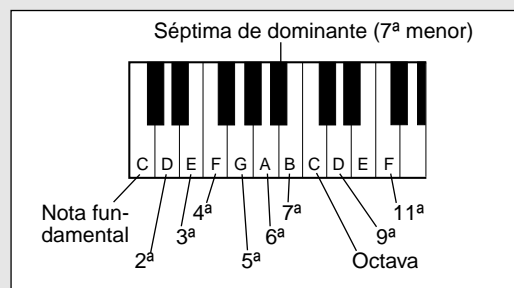 Séptima de dominante (7ª menor)
C D E F G A B C D E F
Nota fun-
damental
2ª
3ª
4ª
5ª
6ª
7ª
Octava
9ª
11ª